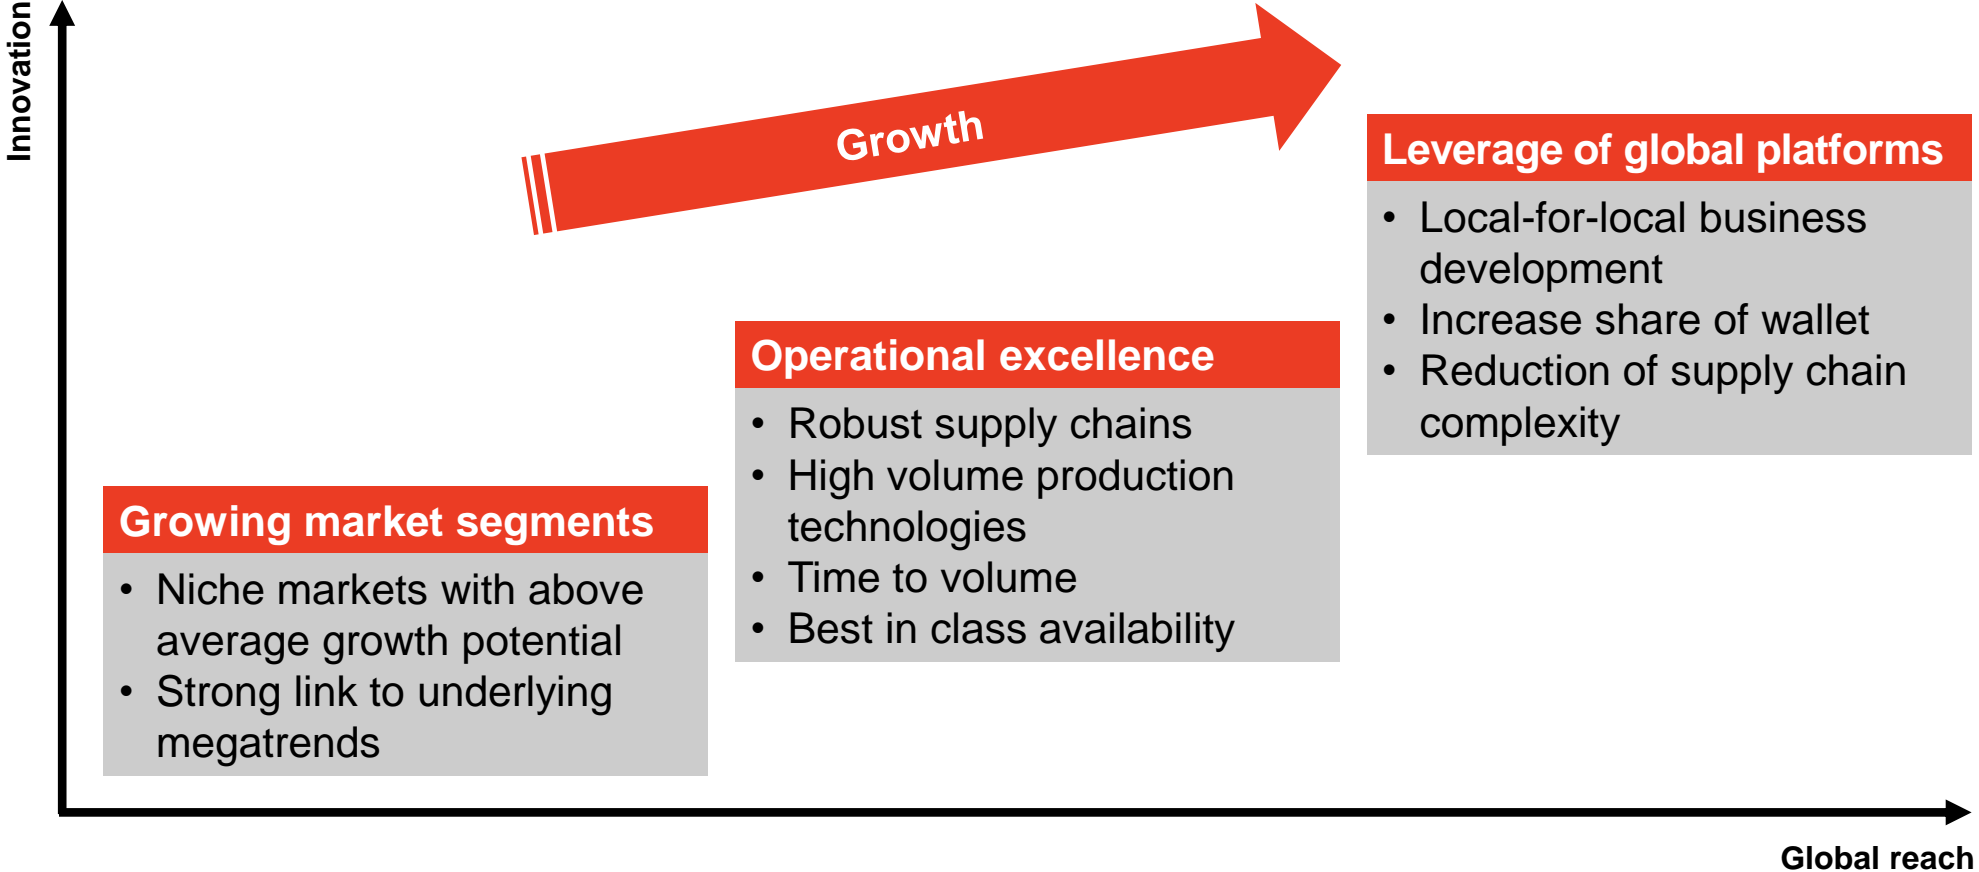 Innovation
Growth
Leverage of global platforms
• Local-for-local business
development
• Increase share of wallet
• Reduction of supply chain
complexity
Operational excellence
• Robust supply chains
• High volume production
technologies
• Time to volume
• Best in class availability
Growing market segments
• Niche markets with above
average growth potential
• Strong link to underlying
megatrends
Global reach